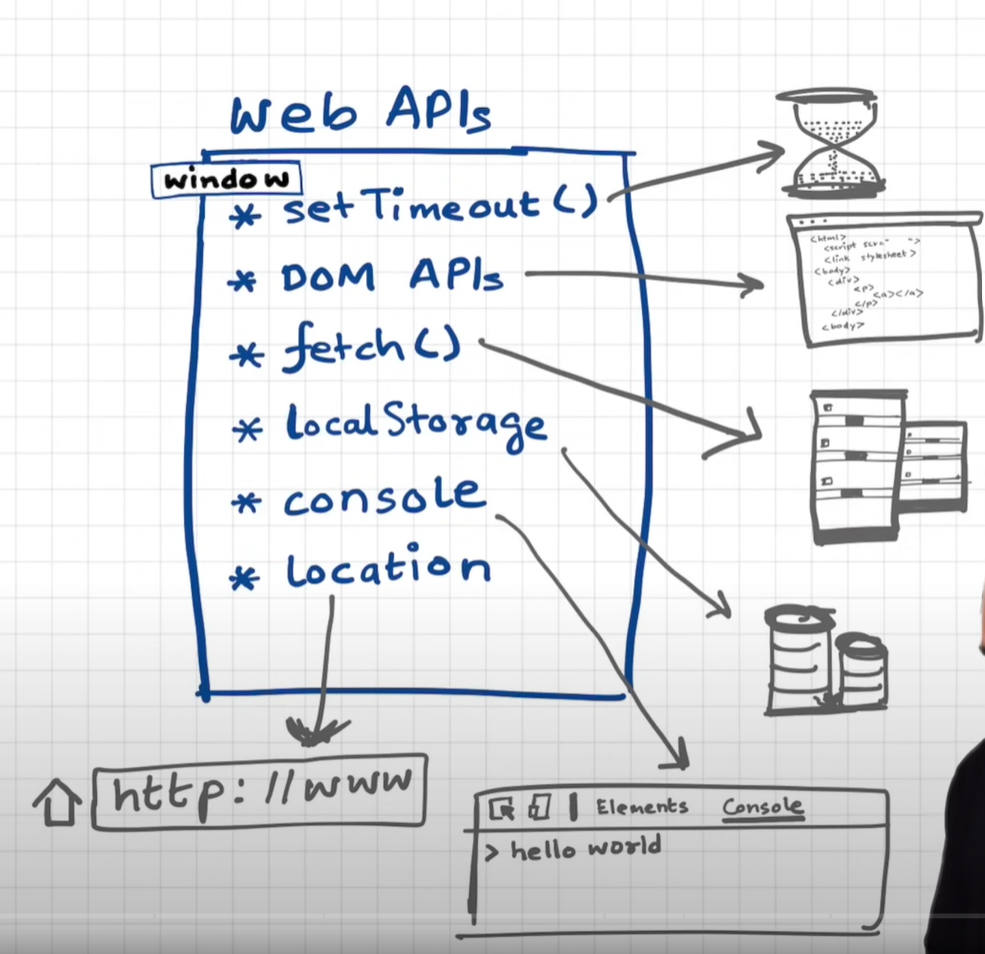 Web APIs
window
* setTimeout()
* DOM APIs
* fetch()
* localStorage
* console
* location
<html>
<script scr=" ">
<link stylesheet>
<body>
<div>
<p>
<a></a>
</p>
</div>
<body>
http://www
Elements Console
> hello world